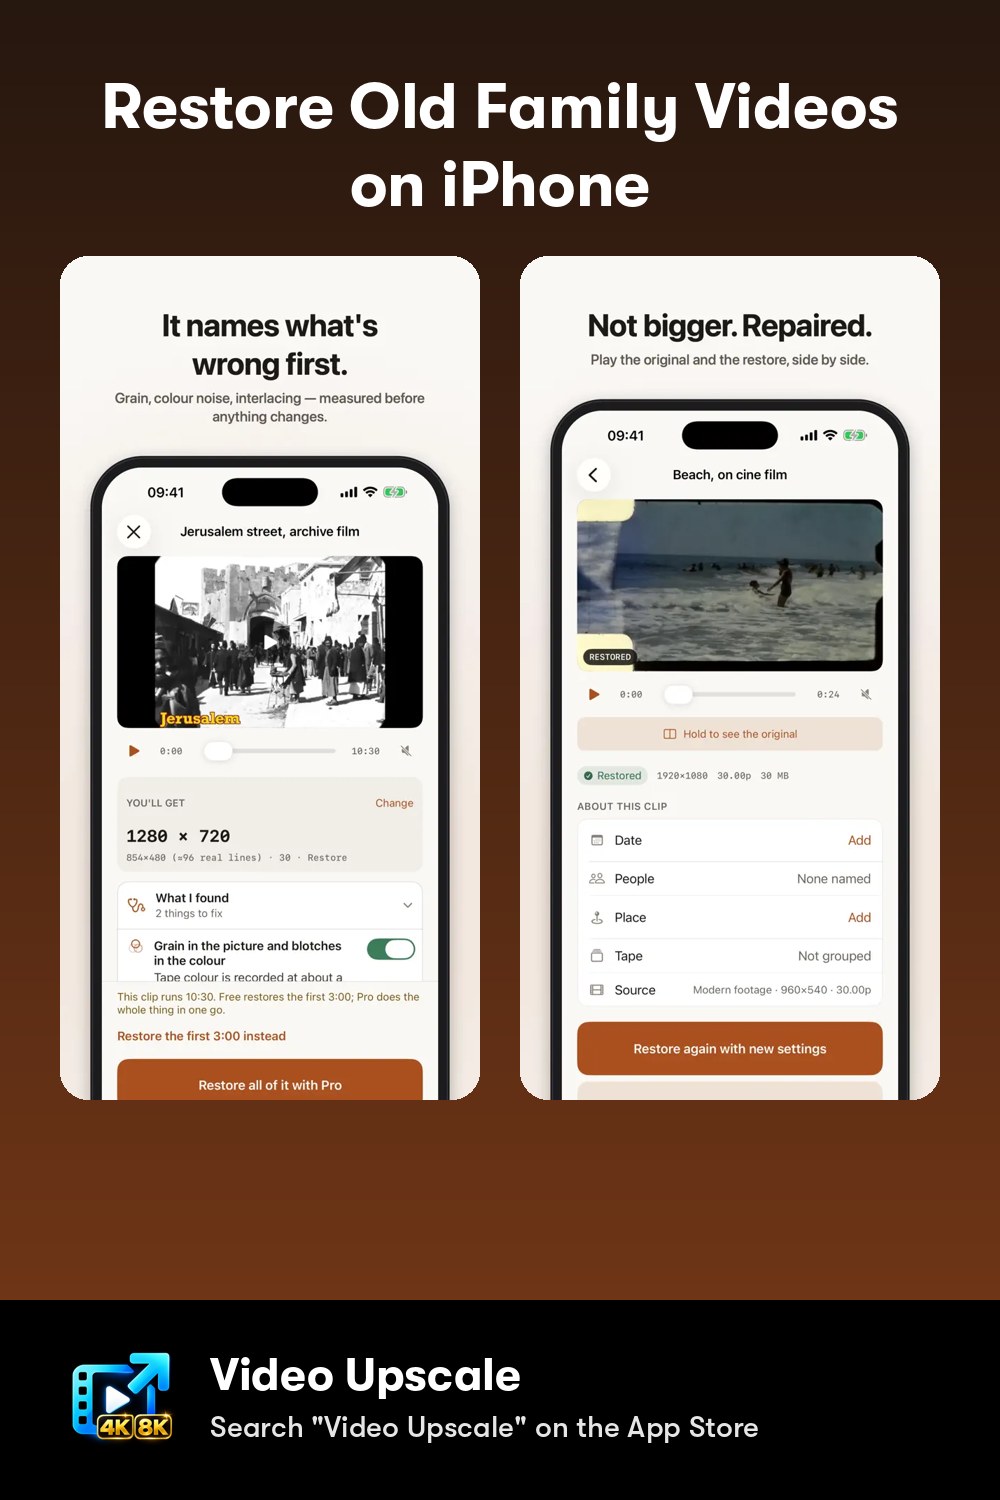 Restore Old Family Videos
on iPhone
It names what's
wrong first.
Grain, colour noise, interlacing — measured before
anything changes.
09:41
Jerusalem street, archive film
Jerusalem
0:00
10:30
YOU'LL GET
Change
1280 × 720
854×480 (≈96 real lines) · 30 · Restore
What I found
2 things to fix
Grain in the picture and blotches
in the colour
Tape colour is recorded at about a
This clip runs 10:30. Free restores the first 3:00; Pro does the
whole thing in one go.
Restore the first 3:00 instead
Restore all of it with Pro
Not bigger. Repaired.
Play the original and the restore, side by side.
09:41
Beach, on cine film
RESTORED
0:00
0:24
Hold to see the original
Restored
1920×1080 30.00p 30 MB
ABOUT THIS CLIP
Date
Add
People
None named
Place
Add
Tape
Not grouped
Source
Modern footage · 960×540 · 30.00p
Restore again with new settings
4K 8K
Video Upscale
Search "Video Upscale" on the App Store